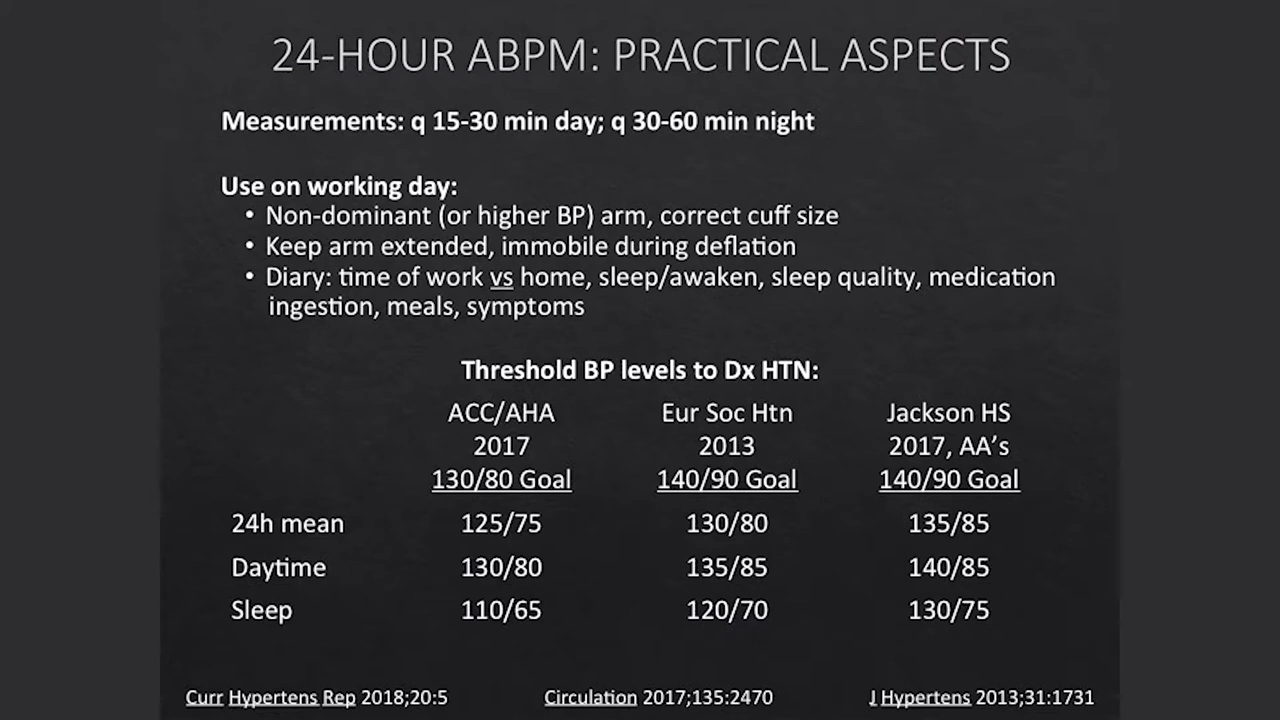 24-HOUR ABPM: PRACTICAL ASPECTS
Measurements: q 15-30 min day; q 30-60 min night
Use on working day:
• Non-dominant (or higher BP) arm, correct cuff size
• Keep arm extended, immobile during deflation
• Diary: time of work vs home, sleep/awaken, sleep quality, medication
ingestion, meals, symptoms
Threshold BP levels to Dx HTN:
ACC/AHA Eur Soc Htn Jackson HS
2017 2013 2017, AA's
130/80 Goal 140/90 Goal 140/90 Goal
24h mean 125/75 130/80 135/85
Daytime 130/80 135/85 140/85
Sleep 110/65 120/70 130/75
Curr Hypertens Rep 2018;20:5 Circulation 2017;135:2470 J Hypertens 2013;31:1731